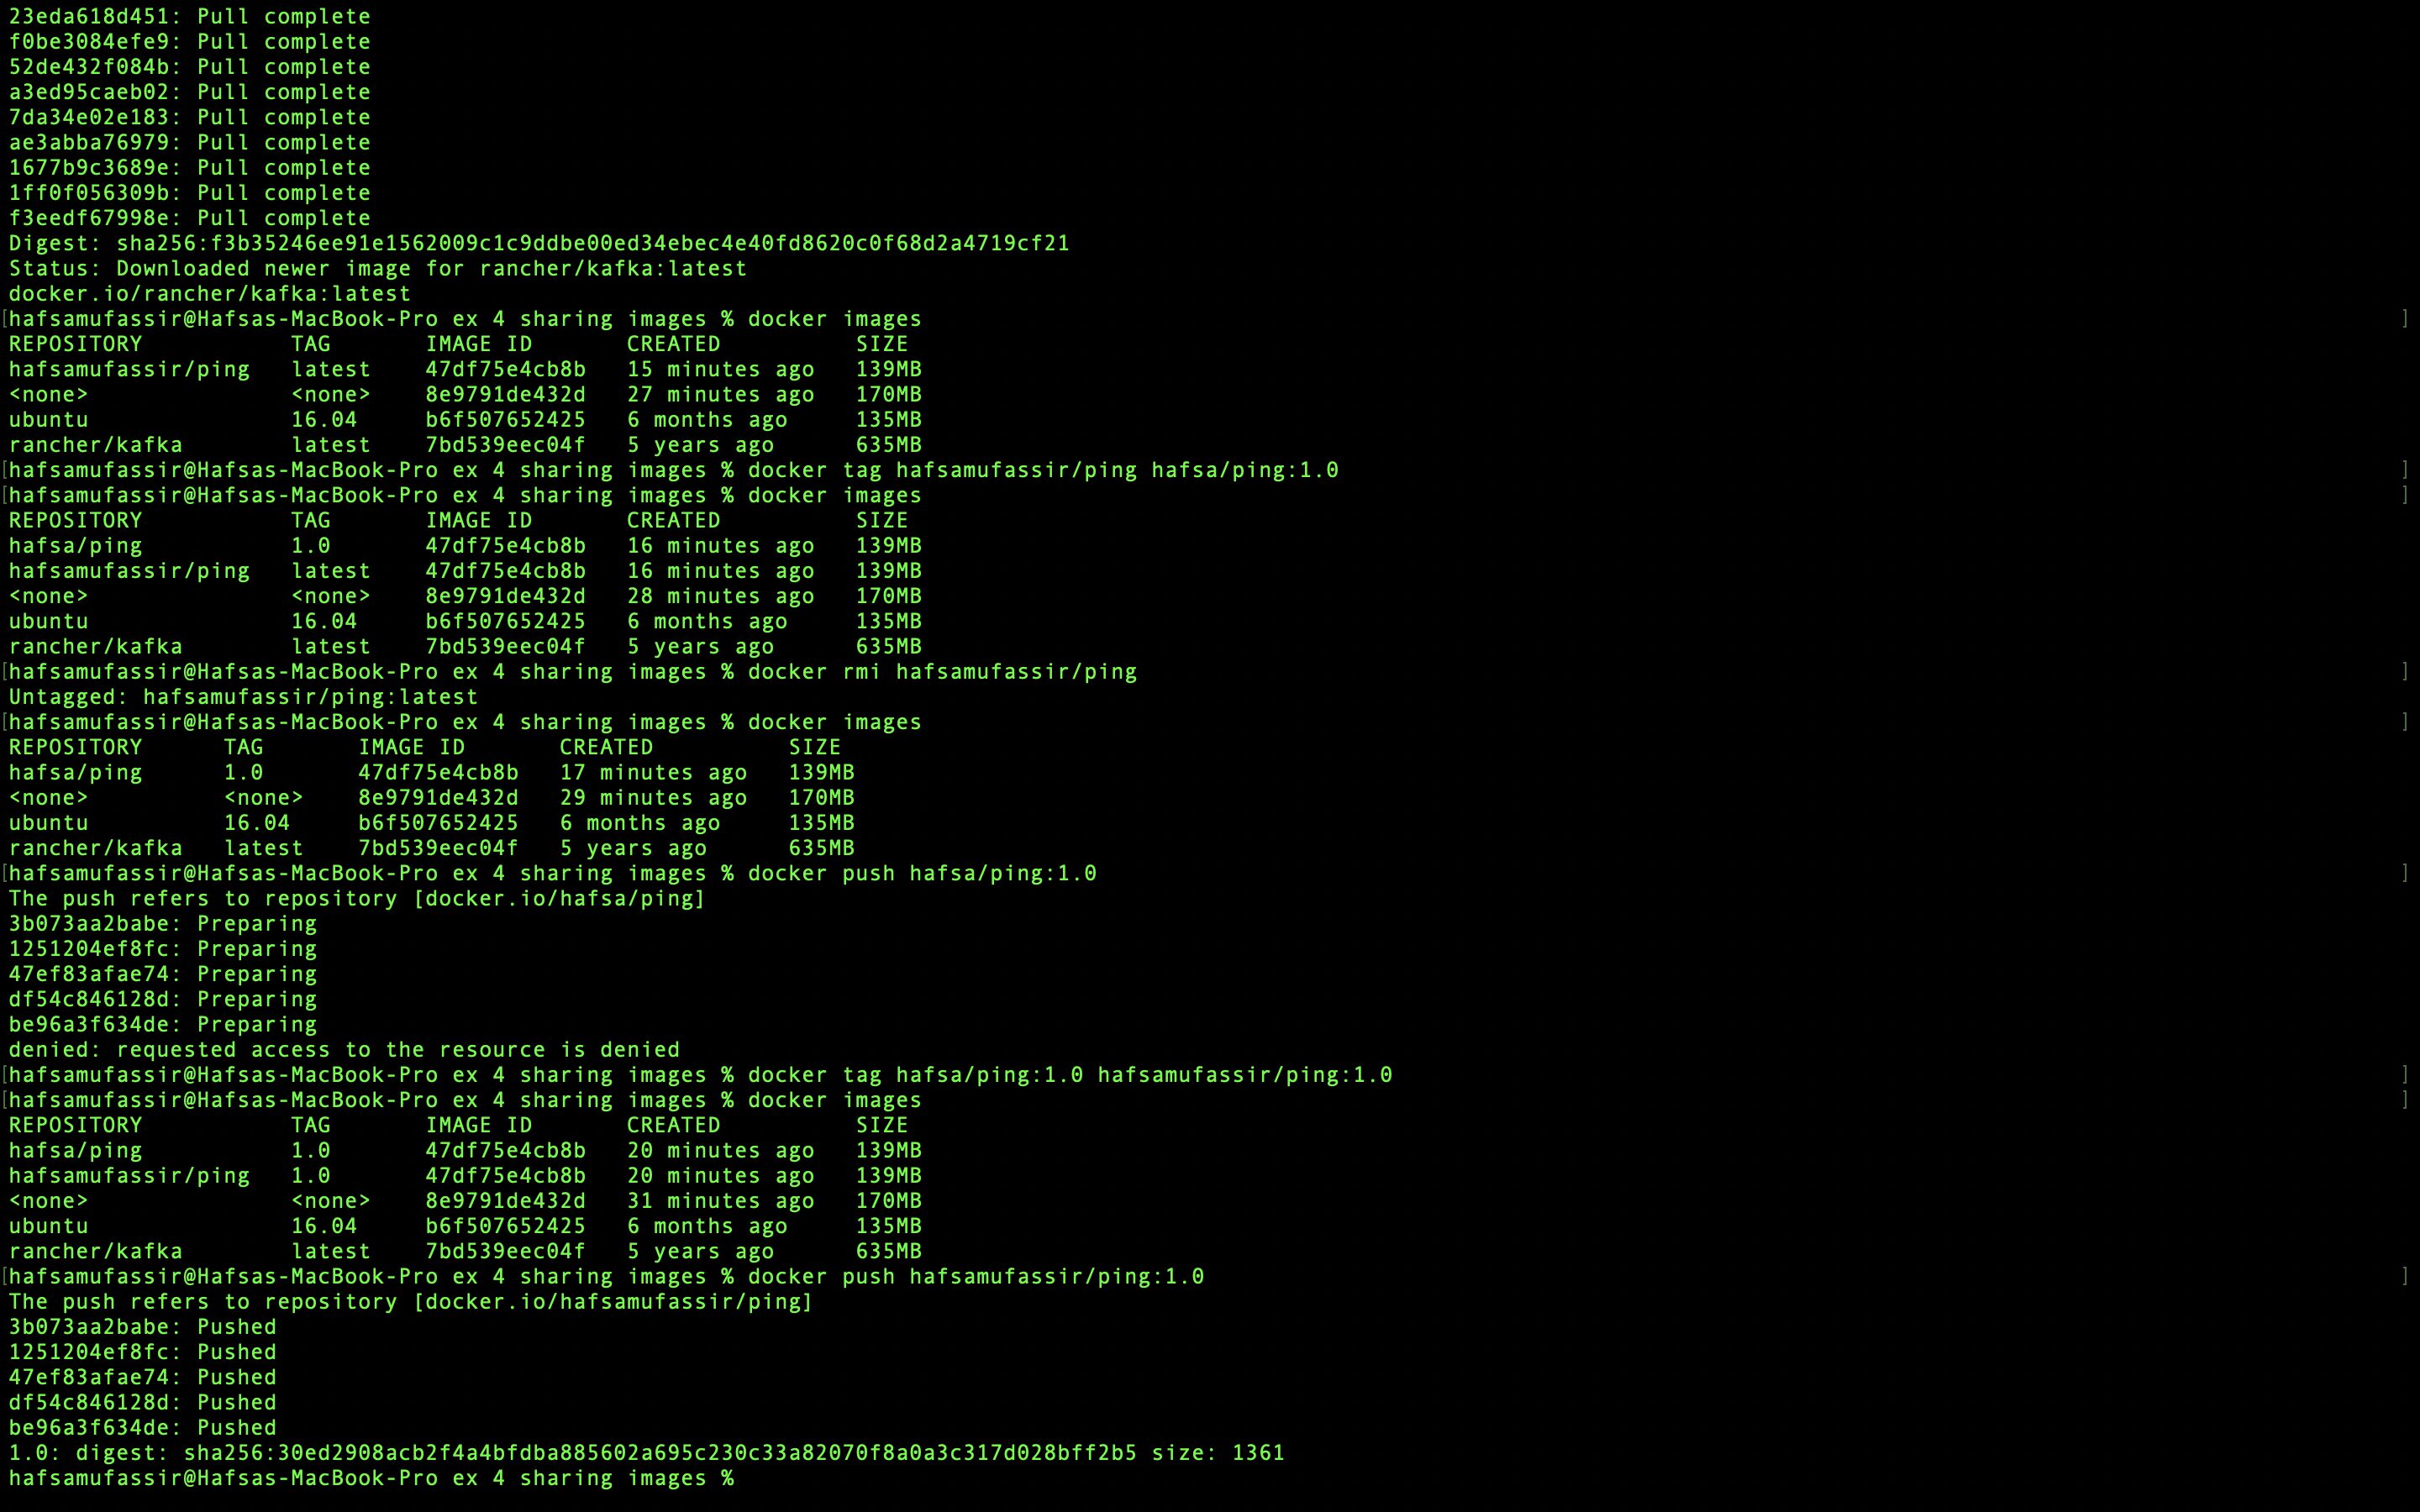 23eda618d451: Pull complete
f0be3084efe9: Pull complete
52de432f084b: Pull complete
a3ed95caeb02: Pull complete
7da34e02e183: Pull complete
ae3abba76979: Pull complete
1677b9c3689e: Pull complete
1ff0f056309b: Pull complete
f3eedf67998e: Pull complete
Digest: sha256:f3b35246ee91e1562009c1c9ddbe00ed34ebec4e40fd8620c0f68d2a4719cf21
Status: Downloaded newer image for rancher/kafka:latest
docker.io/rancher/kafka:latest
[hafsamufassir@Hafsas-MacBook-Pro ex 4 sharing images % docker images ]
REPOSITORY           TAG       IMAGE ID       CREATED          SIZE
hafsamufassir/ping   latest    47df75e4cb8b   15 minutes ago   139MB
<none>               <none>    8e9791de432d   27 minutes ago   170MB
ubuntu               16.04     b6f507652425   6 months ago     135MB
rancher/kafka        latest    7bd539eec04f   5 years ago      635MB
[hafsamufassir@Hafsas-MacBook-Pro ex 4 sharing images % docker tag hafsamufassir/ping hafsa/ping:1.0 ]
[hafsamufassir@Hafsas-MacBook-Pro ex 4 sharing images % docker images ]
REPOSITORY           TAG       IMAGE ID       CREATED          SIZE
hafsa/ping           1.0       47df75e4cb8b   16 minutes ago   139MB
hafsamufassir/ping   latest    47df75e4cb8b   16 minutes ago   139MB
<none>               <none>    8e9791de432d   28 minutes ago   170MB
ubuntu               16.04     b6f507652425   6 months ago     135MB
rancher/kafka        latest    7bd539eec04f   5 years ago      635MB
[hafsamufassir@Hafsas-MacBook-Pro ex 4 sharing images % docker rmi hafsamufassir/ping ]
Untagged: hafsamufassir/ping:latest
[hafsamufassir@Hafsas-MacBook-Pro ex 4 sharing images % docker images ]
REPOSITORY      TAG       IMAGE ID       CREATED          SIZE
hafsa/ping      1.0       47df75e4cb8b   17 minutes ago   139MB
<none>          <none>    8e9791de432d   29 minutes ago   170MB
ubuntu          16.04     b6f507652425   6 months ago     135MB
rancher/kafka   latest    7bd539eec04f   5 years ago      635MB
[hafsamufassir@Hafsas-MacBook-Pro ex 4 sharing images % docker push hafsa/ping:1.0 ]
The push refers to repository [docker.io/hafsa/ping]
3b073aa2babe: Preparing
1251204ef8fc: Preparing
47ef83afae74: Preparing
df54c846128d: Preparing
be96a3f634de: Preparing
denied: requested access to the resource is denied
[hafsamufassir@Hafsas-MacBook-Pro ex 4 sharing images % docker tag hafsa/ping:1.0 hafsamufassir/ping:1.0 ]
[hafsamufassir@Hafsas-MacBook-Pro ex 4 sharing images % docker images ]
REPOSITORY           TAG       IMAGE ID       CREATED          SIZE
hafsa/ping           1.0       47df75e4cb8b   20 minutes ago   139MB
hafsamufassir/ping   1.0       47df75e4cb8b   20 minutes ago   139MB
<none>               <none>    8e9791de432d   31 minutes ago   170MB
ubuntu               16.04     b6f507652425   6 months ago     135MB
rancher/kafka        latest    7bd539eec04f   5 years ago      635MB
[hafsamufassir@Hafsas-MacBook-Pro ex 4 sharing images % docker push hafsamufassir/ping:1.0 ]
The push refers to repository [docker.io/hafsamufassir/ping]
3b073aa2babe: Pushed
1251204ef8fc: Pushed
47ef83afae74: Pushed
df54c846128d: Pushed
be96a3f634de: Pushed
1.0: digest: sha256:30ed2908acb2f4a4bfdba885602a695c230c33a82070f8a0a3c317d028bff2b5 size: 1361
hafsamufassir@Hafsas-MacBook-Pro ex 4 sharing images %